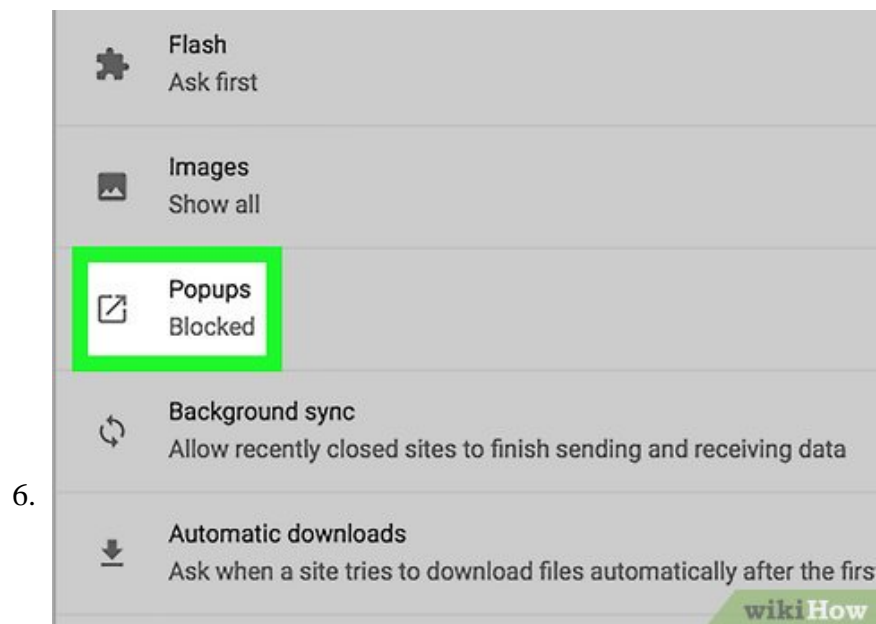 Flash
Ask first
Images
Show all
Popups
Blocked
Background sync
Allow recently closed sites to finish sending and receiving data
6.
Automatic downloads
Ask when a site tries to download files automatically after the firs
wikiHow